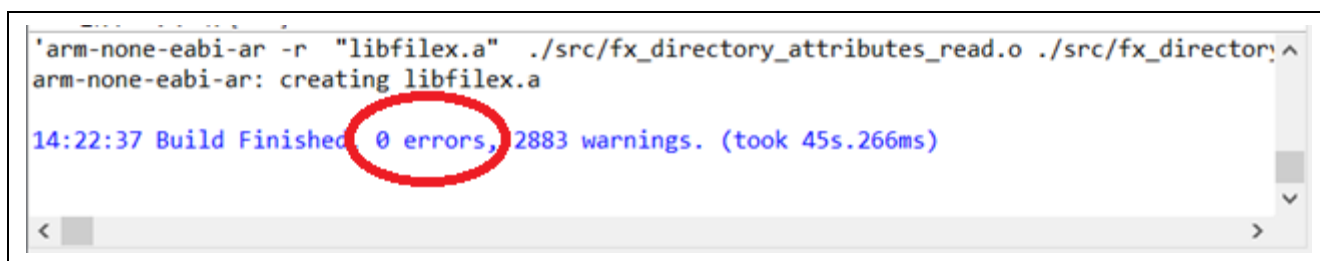 'arm-none-eabi-ar -r "libfilex.a" ./src/fx_directory_attributes_read.o ./src/fx_directory
arm-none-eabi-ar: creating libfilex.a
14:22:37 Build Finished. 0 errors, 2883 warnings. (took 45s.266ms)